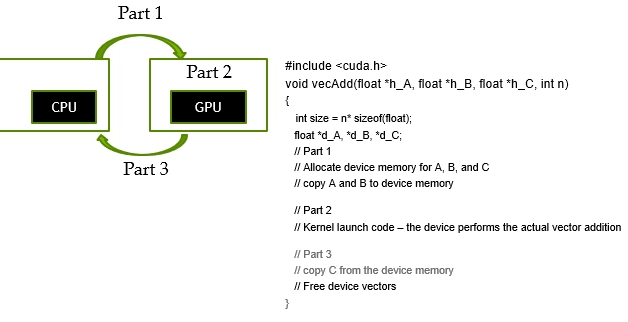 Part 1
Part 2
CPU
GPU
Part 3
#include <cuda.h>
void vecAdd(float *h_A, float *h_B, float *h_C, int n)
{
int size = n* sizeof(float);
float *d_A, *d_B, *d_C;
// Part 1
// Allocate device memory for A, B, and C
// copy A and B to device memory
// Part 2
// Kernel launch code – the device performs the actual vector addition
// Part 3
// copy C from the device memory
// Free device vectors
}